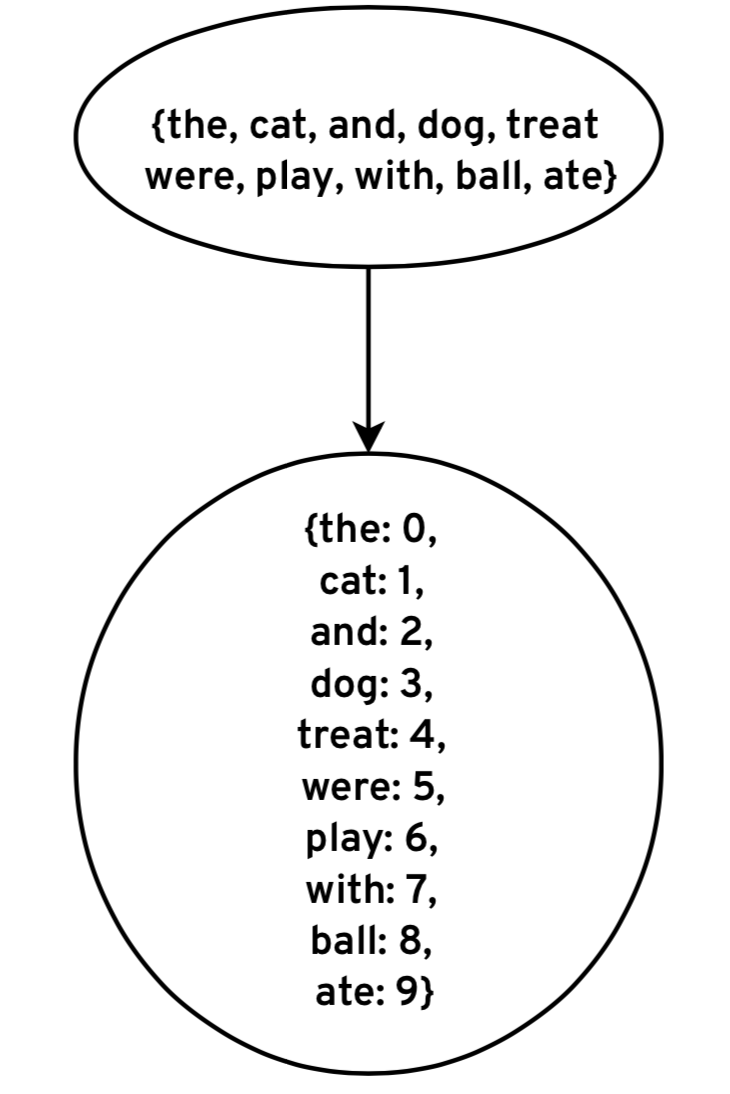 {the, cat, and, dog, treat
were, play, with, ball, ate}
{the: 0,
cat: 1,
and: 2,
dog: 3,
treat: 4,
were: 5,
play: 6,
with: 7,
ball: 8,
ate: 9}